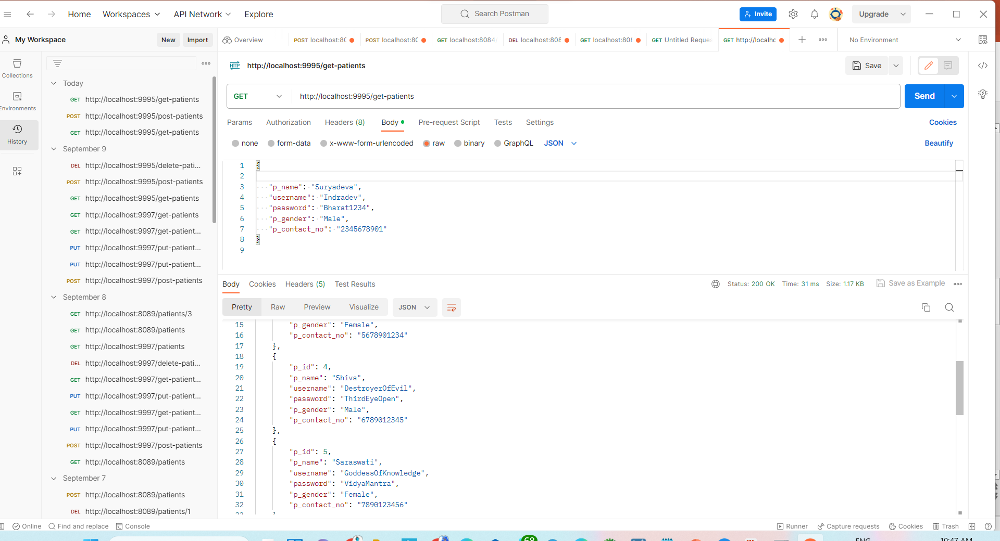 Home Workspaces API Network Explore Search Postman Invite Upgrade
My Workspace New Import Overview POST localhost:80 POST localhost:80 GET localhost:8084/ DEL localhost:808 GET localhost:808 GET Untitled Reque GET http://localho No Environment
Collections
Environments
History
Today
GET http://localhost:9995/get-patients
POST http://localhost:9995/post-patients
GET http://localhost:9995/get-patients
September 9
DEL http://localhost:9995/delete-pati...
POST http://localhost:9995/post-patients
GET http://localhost:9995/get-patients
GET http://localhost:9997/get-patients
GET http://localhost:9997/get-patient...
PUT http://localhost:9997/put-patient...
PUT http://localhost:9997/put-patient...
POST http://localhost:9997/post-patients
September 8
GET http://localhost:8089/patients/3
GET http://localhost:8089/patients
GET http://localhost:9997/patients
DEL http://localhost:9997/delete-pati...
GET http://localhost:9997/get-patient...
PUT http://localhost:9997/put-patient...
GET http://localhost:9997/get-patient...
PUT http://localhost:9997/put-patient...
POST http://localhost:9997/post-patients
GET http://localhost:8089/patients
September 7
POST http://localhost:8089/patients
DEL http://localhost:8089/patients/1
HTTP http://localhost:9995/get-patients Save
GET http://localhost:9995/get-patients Send
Params Authorization Headers (8) Body Pre-request Script Tests Settings Cookies
none form-data x-www-form-urlencoded raw binary GraphQL JSON Beautify
1 {
2
3 "p_name": "Suryadeva",
4 "username": "Indradev",
5 "password": "Bharat1234",
6 "p_gender": "Male",
7 "p_contact_no": "2345678901"
8 }
9
Body Cookies Headers (5) Test Results Status: 200 OK Time: 31 ms Size: 1.17 KB Save as Example
Pretty Raw Preview Visualize JSON
15 "p_gender": "Female",
16 "p_contact_no": "5678901234"
17 },
18 {
19 "p_id": 4,
20 "p_name": "Shiva",
21 "username": "DestroyerOfEvil",
22 "password": "ThirdEyeOpen",
23 "p_gender": "Male",
24 "p_contact_no": "6789012345"
25 },
26 {
27 "p_id": 5,
28 "p_name": "Saraswati",
29 "username": "GoddessOfKnowledge",
30 "password": "VidyaMantra",
31 "p_gender": "Female",
32 "p_contact_no": "7890123456"
Online Find and replace Console Runner Capture requests Cookies Trash
68 ENG 10:47 AM